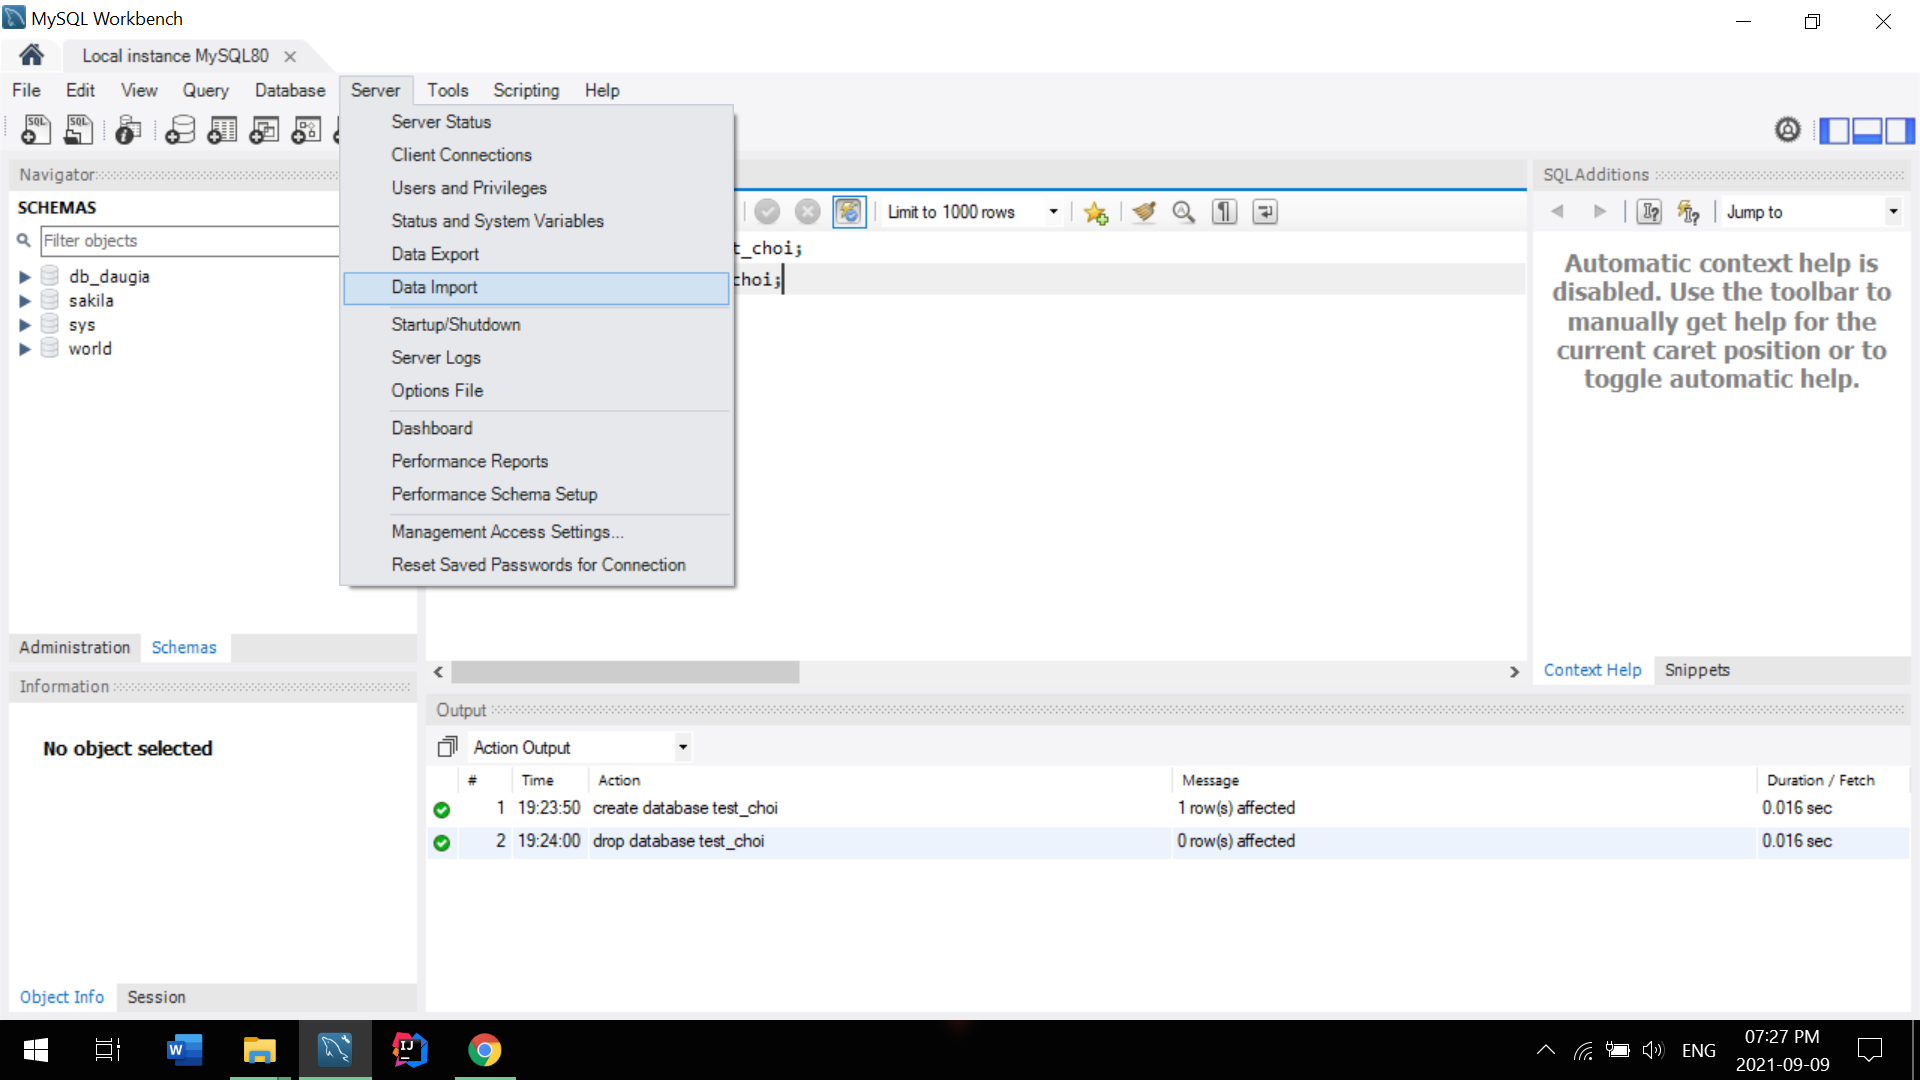 MySQL Workbench
Local instance MySQL80
File Edit View Query Database Server Tools Scripting Help
Server Status
Client Connections
Users and Privileges
Status and System Variables
Data Export
Data Import
Startup/Shutdown
Server Logs
Options File
Dashboard
Performance Reports
Performance Schema Setup
Management Access Settings...
Reset Saved Passwords for Connection
SQL SQL
Navigator
SCHEMAS
Filter objects
db_daugia
sakila
sys
world
Administration Schemas
Information
No object selected
Object Info Session
Limit to 1000 rows
t_choi;
choi;
SQLAdditions
Jump to
Automatic context help is
disabled. Use the toolbar to
manually get help for the
current caret position or to
toggle automatic help.
Context Help Snippets
Output
Action Output
# Time Action Message Duration / Fetch
1 19:23:50 create database test_choi 1 row(s) affected 0.016 sec
2 19:24:00 drop database test_choi 0 row(s) affected 0.016 sec
W
IJ
ENG
07:27 PM
2021-09-09